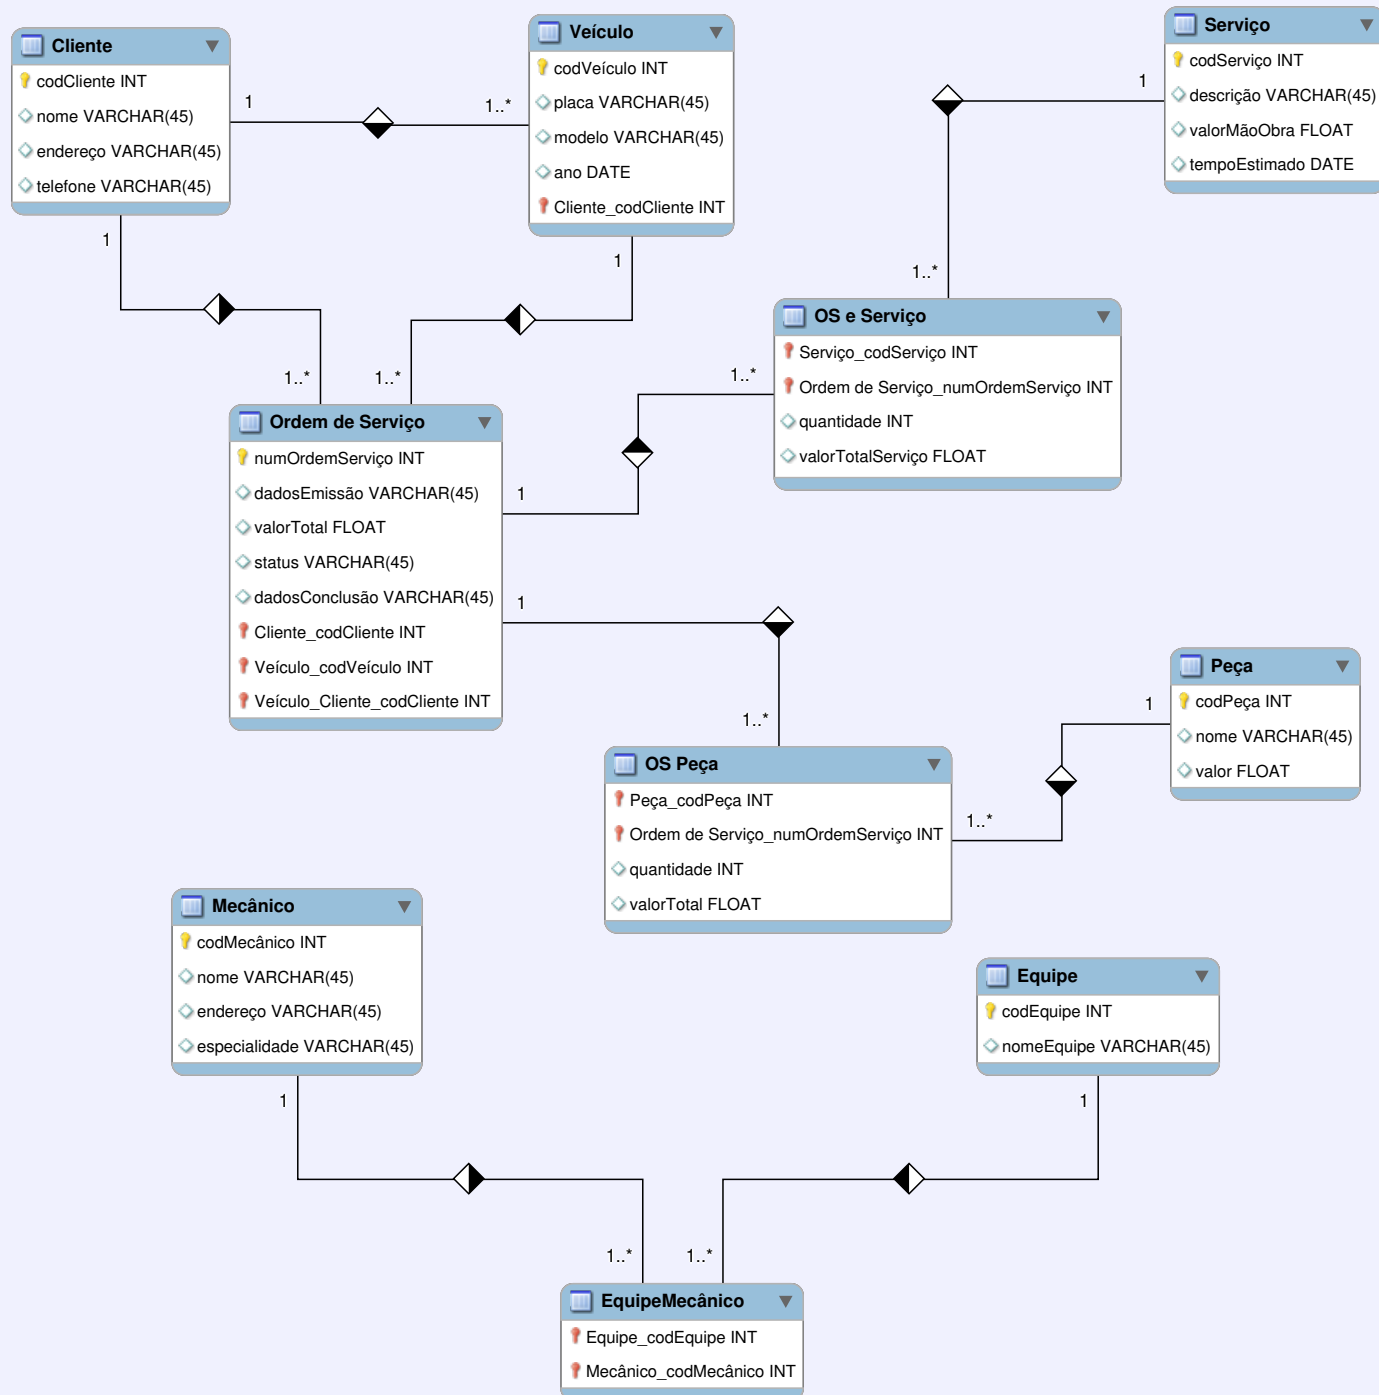 Cliente
codCliente INT
nome VARCHAR(45)
endereço VARCHAR(45)
telefone VARCHAR(45)
1
1..*
Veículo
codVeículo INT
placa VARCHAR(45)
modelo VARCHAR(45)
ano DATE
Cliente_codCliente INT
Serviço
codServiço INT
descrição VARCHAR(45)
valorMãoObra FLOAT
tempoEstimado DATE
1
1..*
1
1..*
1
1..*
OS e Serviço
Serviço_codServiço INT
Ordem de Serviço_numOrdemServiço INT
quantidade INT
valorTotalServiço FLOAT
1..*
1
Ordem de Serviço
numOrdemServiço INT
dadosEmissão VARCHAR(45)
valorTotal FLOAT
status VARCHAR(45)
dadosConclusão VARCHAR(45)
Cliente_codCliente INT
Veículo_codVeículo INT
Veículo_Cliente_codCliente INT
1
1..*
Peça
codPeça INT
nome VARCHAR(45)
valor FLOAT
1
1..*
OS Peça
Peça_codPeça INT
Ordem de Serviço_numOrdemServiço INT
quantidade INT
valorTotal FLOAT
Mecânico
codMecânico INT
nome VARCHAR(45)
endereço VARCHAR(45)
especialidade VARCHAR(45)
Equipe
codEquipe INT
nomeEquipe VARCHAR(45)
1
1
1..*
1..*
EquipeMecânico
Equipe_codEquipe INT
Mecânico_codMecânico INT